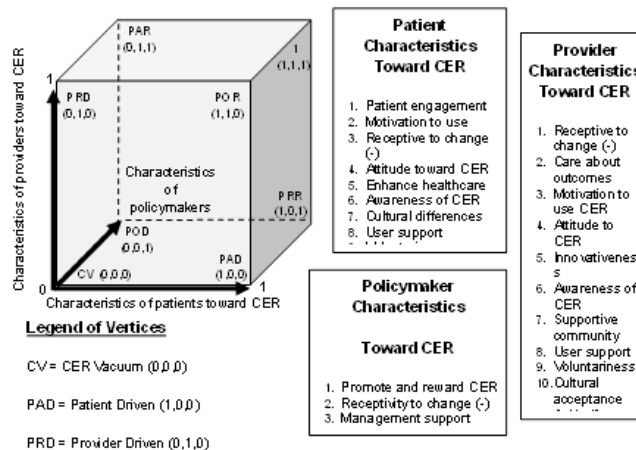 Characteristics of providers toward CER
PAR
(0,1,1)
1
(1,1,1)
1
PRD
(0,1,0)
POR
(1,1,0)
Characteristics
of
policymakers
PRR
(1,0,1)
POD
(0,0,1)
PAD
(1,0,0)
CV (0,0,0)
0
1
Characteristics of patients toward CER
Legend of Vertices
CV = CER Vacuum (0,0,0)
PAD = Patient Driven (1,0,0)
PRD = Provider Driven (0,1,0)
Patient
Characteristics
Toward CER
1. Patient engagement
2. Motivation to use
3. Receptive to change
(-)
4. Attitude toward CER
5. Enhance healthcare
6. Awareness of CER
7. Cultural differences
8. User support
Policymaker
Characteristics
Toward CER
1. Promote and reward CER
2. Receptivity to change (-)
3. Management support
Provider
Characteristics
Toward CER
1. Receptive to
change (-)
2. Care about
outcomes
3. Motivation to
use CER
4. Attitude to
CER
5. Innovativenes
s
6. Awareness of
CER
7. Supportive
community
8. User support
9. Voluntariness
10. Cultural
acceptance